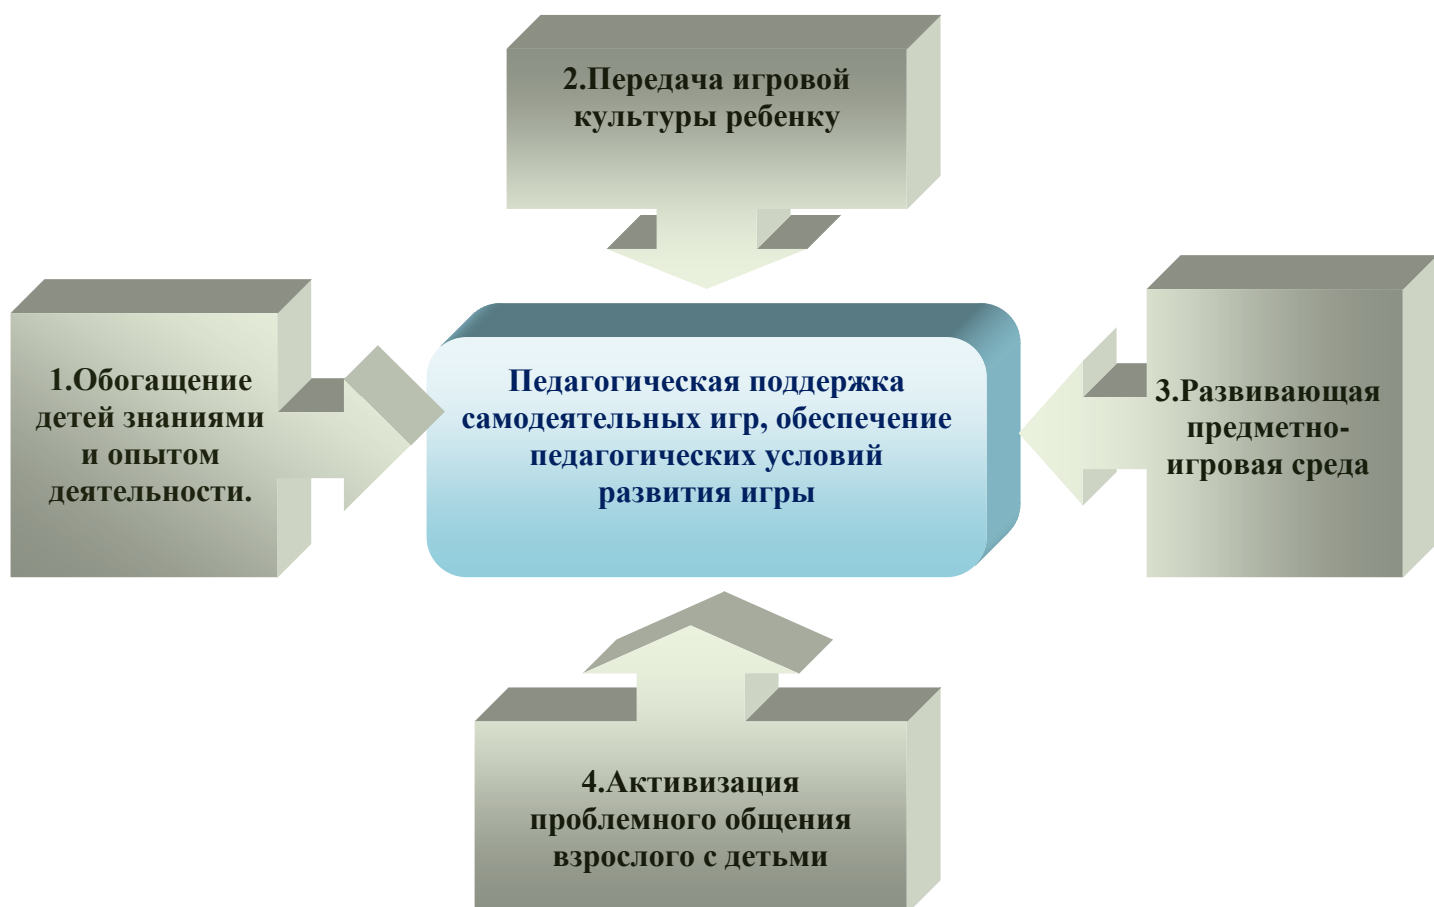 2.Передача игровой
культуры ребенку
1.Обогащение
детей знаниями
и опытом
деятельности.
Педагогическая поддержка
самодеятельных игр, обеспечение
педагогических условий
развития игры
3.Развивающая
предметно-
игровая среда
4.Активизация
проблемного общения
взрослого с детьми